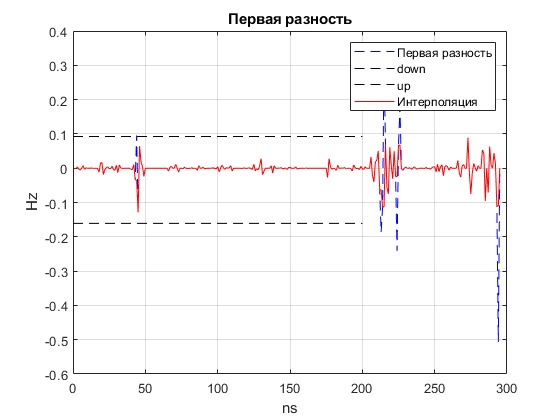 Первая разность
0.4
0.3
0.2
0.1
0
-0.1
-0.2
-0.3
-0.4
-0.5
-0.6
Hz
Первая разность
down
up
Интерполяция
0 50 100 150 200 250 300
ns